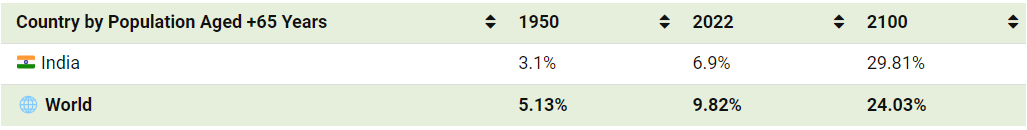 Country by Population Aged +65 Years 1950 2022 2100
India 3.1% 6.9% 29.81%
World 5.13% 9.82% 24.03%